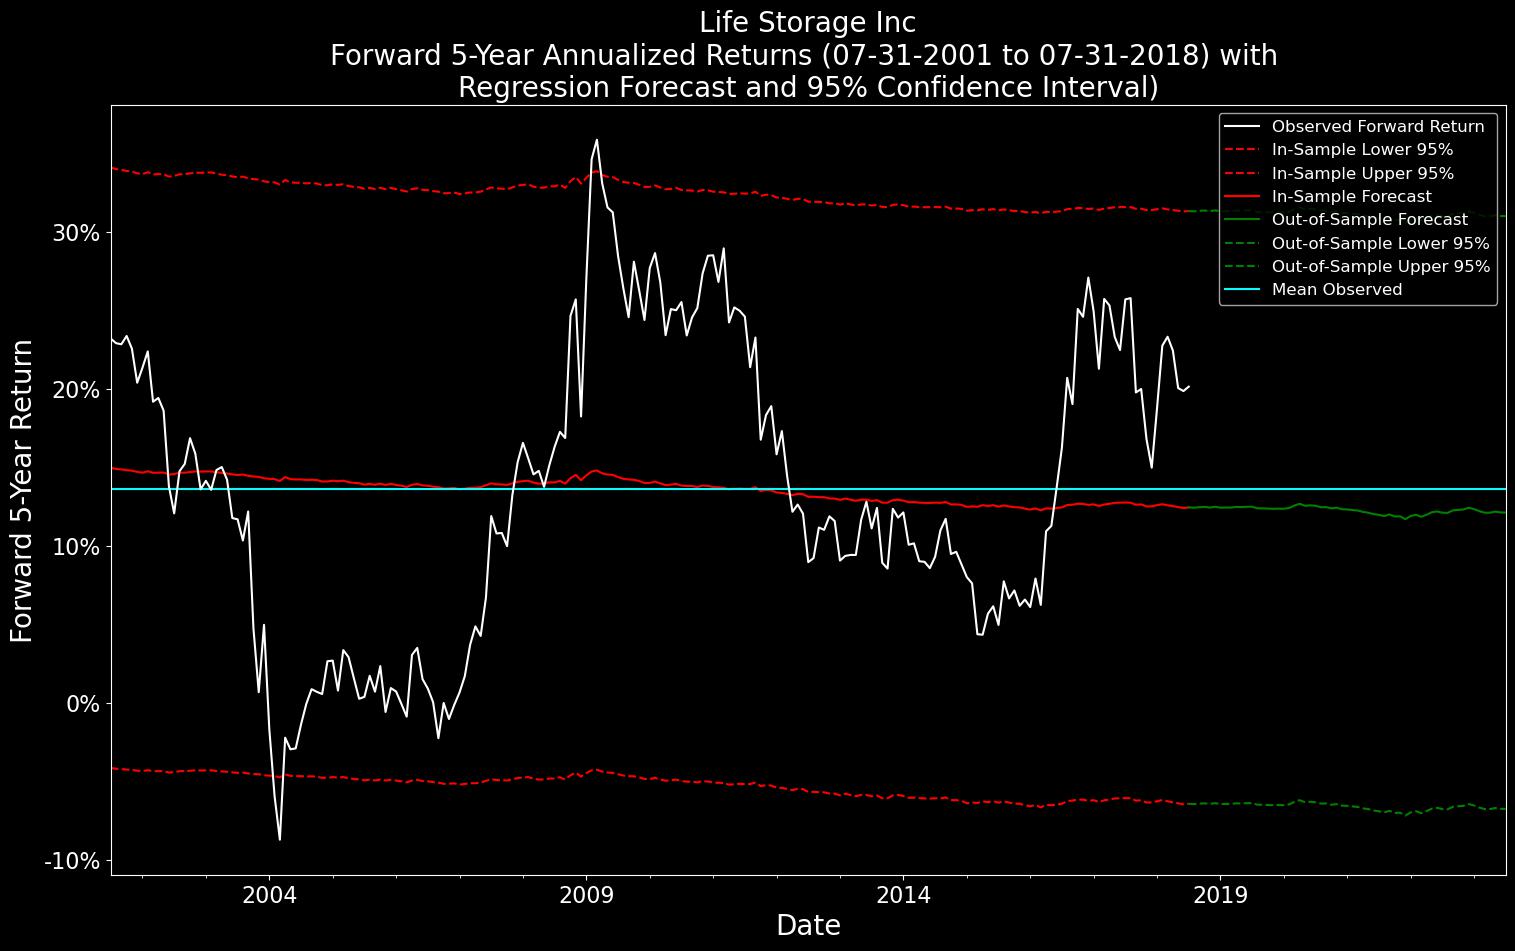 Life Storage Inc
Forward 5-Year Annualized Returns (07-31-2001 to 07-31-2018) with
Regression Forecast and 95% Confidence Interval)
Observed Forward Return
In-Sample Lower 95%
In-Sample Upper 95%
In-Sample Forecast
Out-of-Sample Forecast
Out-of-Sample Lower 95%
Out-of-Sample Upper 95%
Mean Observed
Forward 5-Year Return
30%
20%
10%
0%
-10%
2004
2009
2014
2019
Date